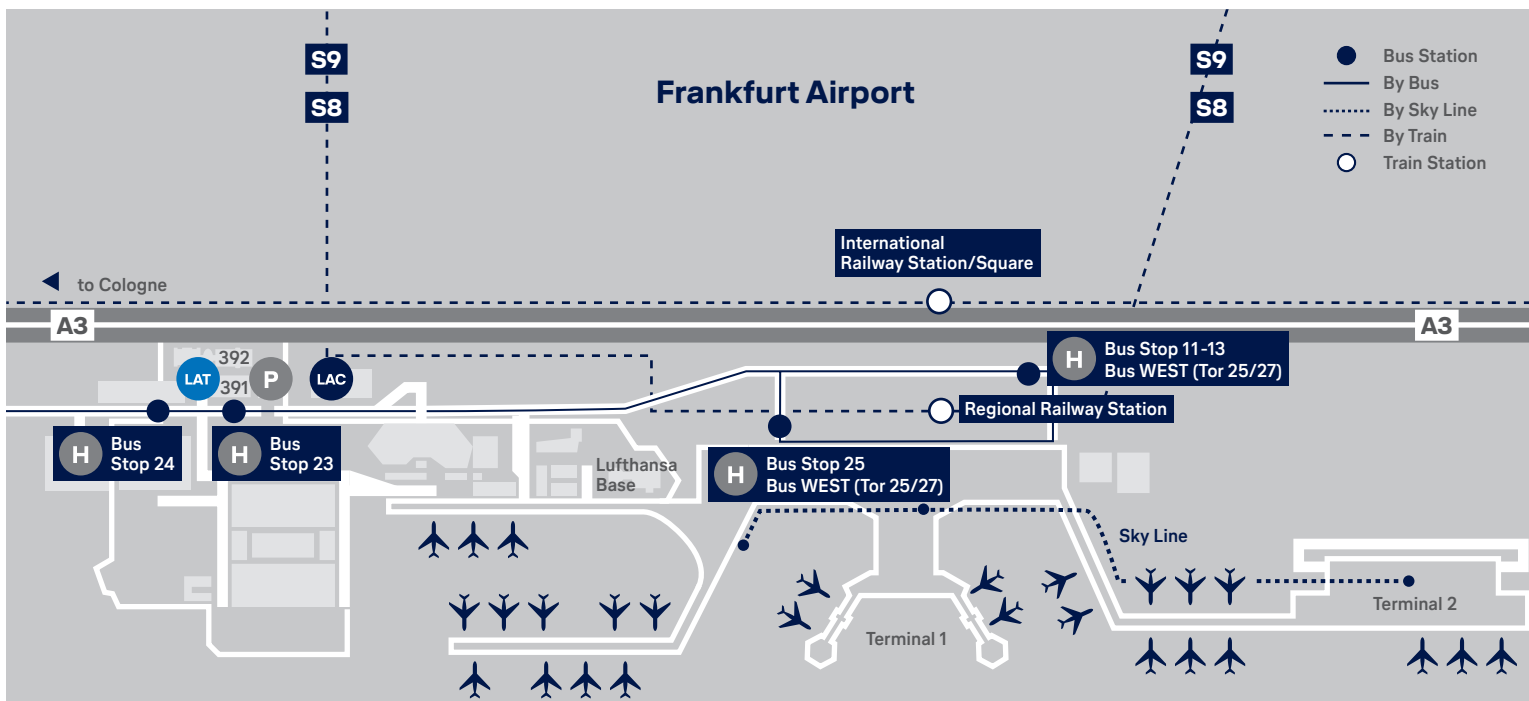 S9
S8
Frankfurt Airport
S9
S8
Bus Station
By Bus
By Sky Line
By Train
Train Station
International
Railway Station/Square
to Cologne
A3
A3
LAT
392
391
P
LAC
H
Bus Stop 11-13
Bus WEST (Tor 25/27)
Regional Railway Station
H
Bus
Stop 24
H
Bus
Stop 23
Lufthansa
Base
H
Bus Stop 25
Bus WEST (Tor 25/27)
Sky Line
Terminal 1
Terminal 2